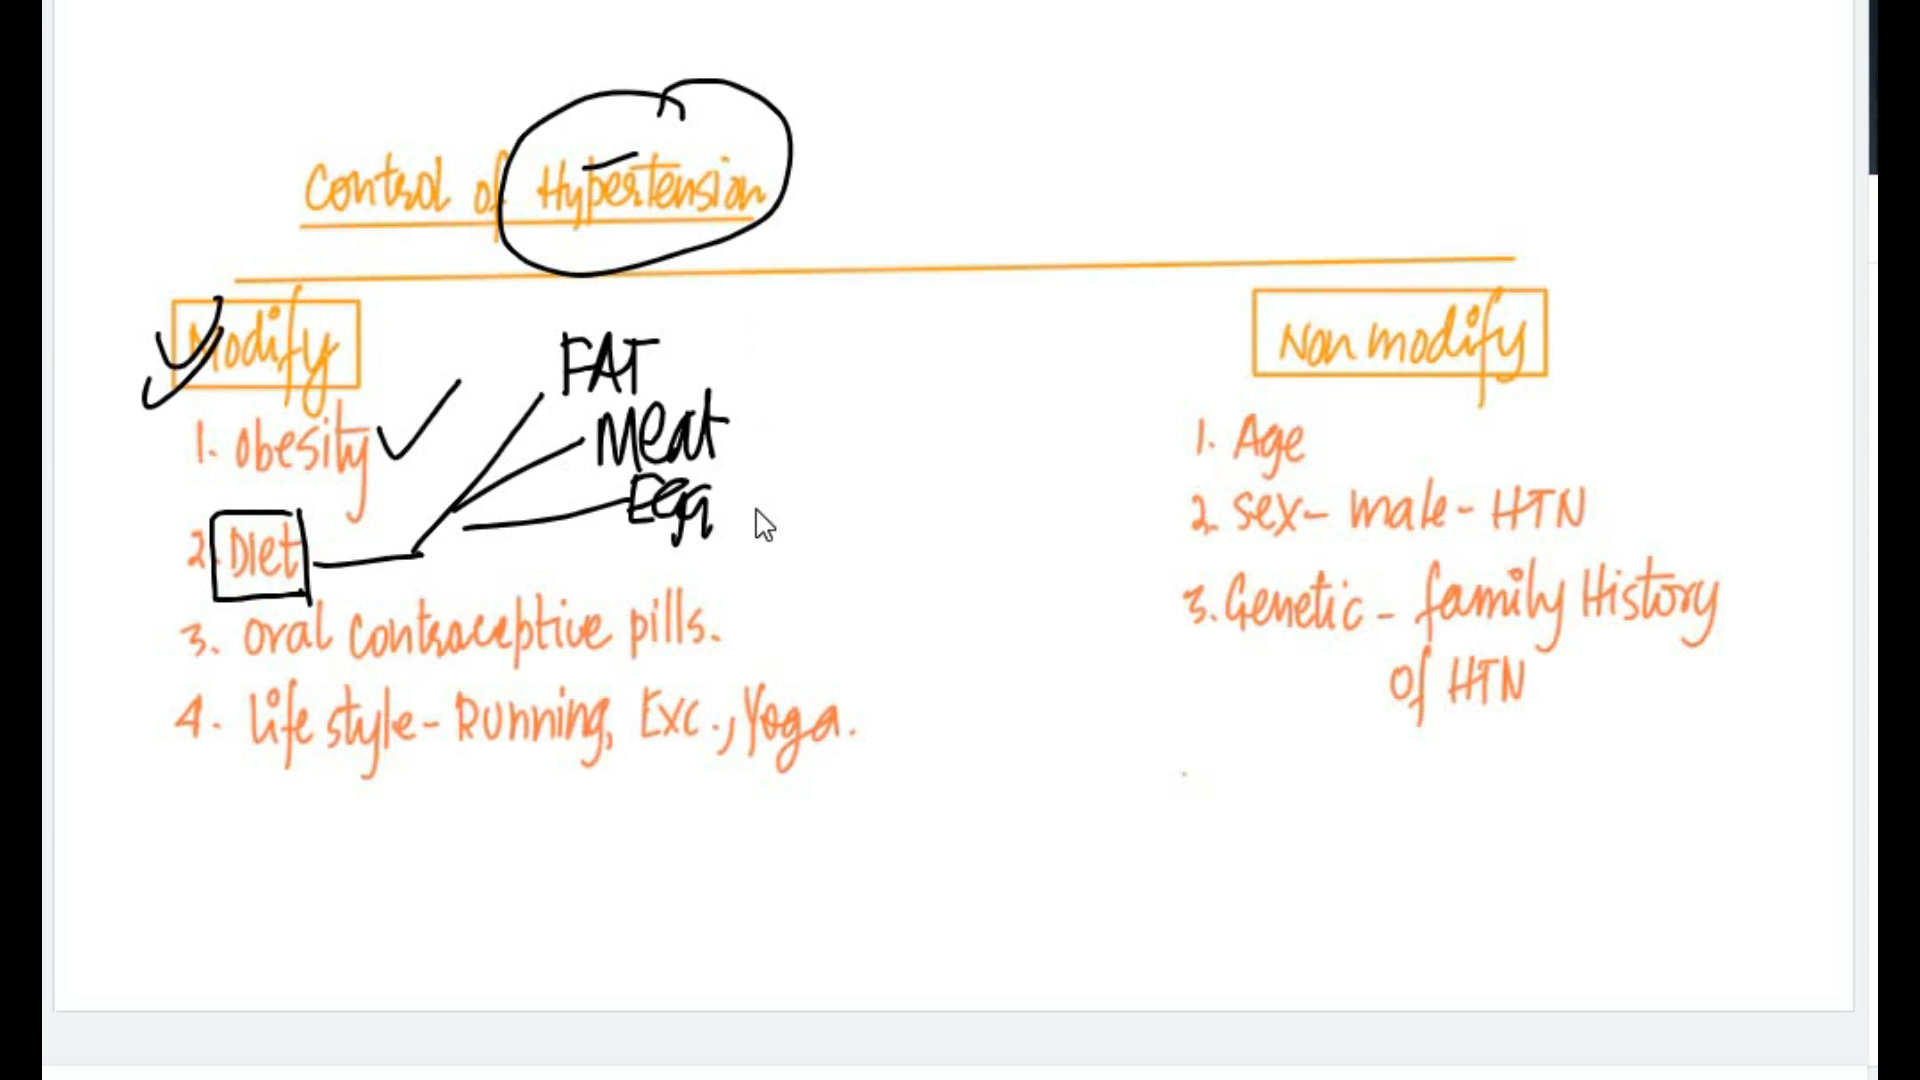 Control of Hypertension
Modify
1. Obesity
2. Diet
FAT
Meat
Egg
3. Oral contraceptive pills.
4. Life style - Running, Exc., Yoga.
Non modify
1. Age
2. Sex - male - HTN
3. Genetic - family History
of HTN